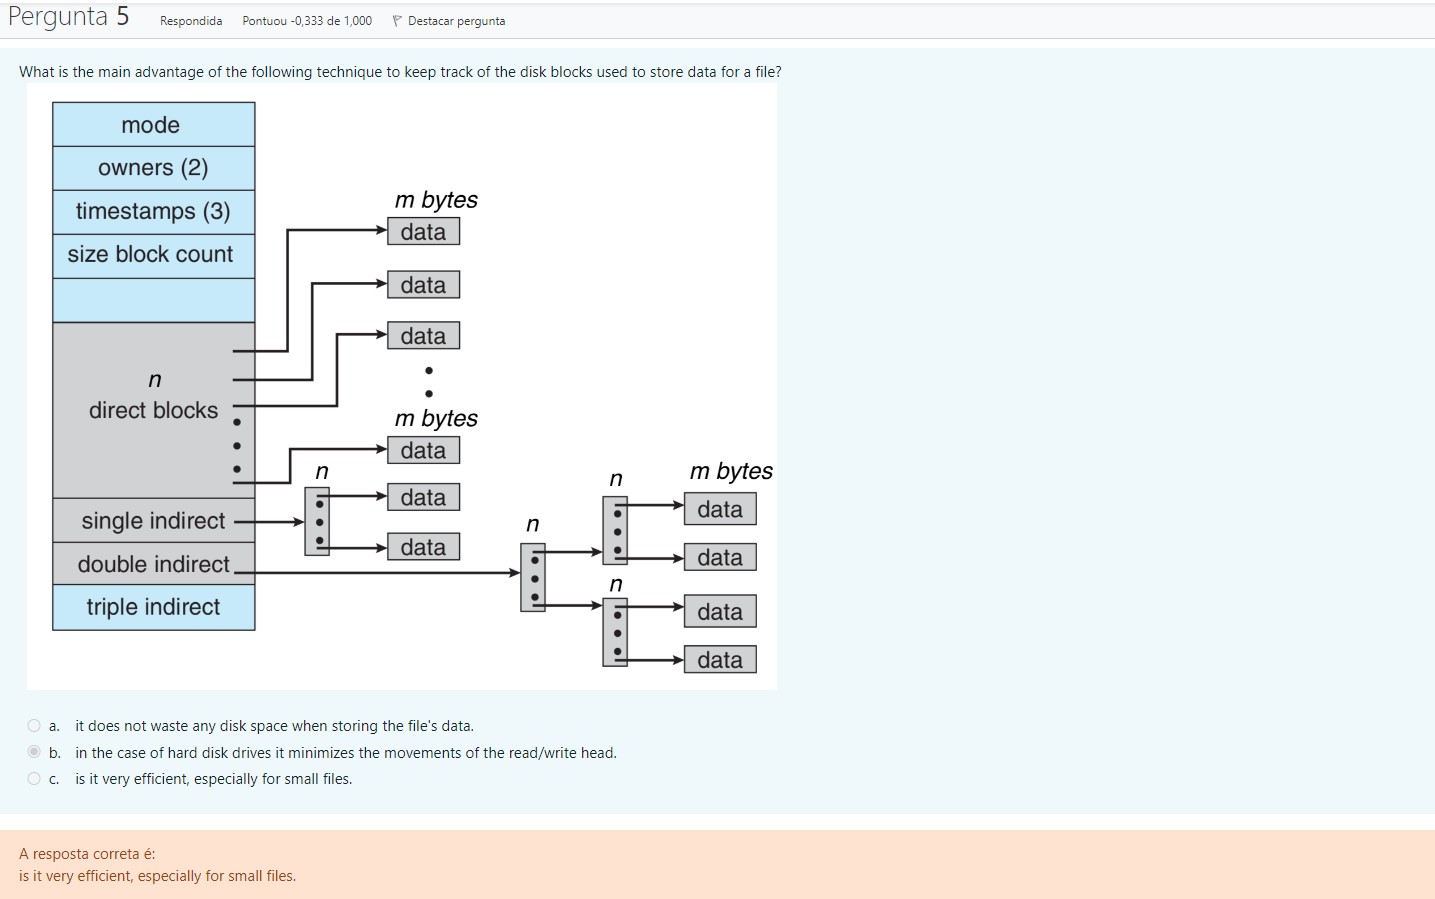 Pergunta 5 Respondida Pontuou -0,333 de 1,000 Destacar pergunta
What is the main advantage of the following technique to keep track of the disk blocks used to store data for a file?
mode
owners (2)
timestamps (3)
size block count
n
direct blocks
single indirect
double indirect
triple indirect
m bytes
data
data
data
m bytes
data
n
data
data
n
n
m bytes
data
data
n
data
data
a. it does not waste any disk space when storing the file's data.
b. in the case of hard disk drives it minimizes the movements of the read/write head.
c. is it very efficient, especially for small files.
A resposta correta é:
is it very efficient, especially for small files.